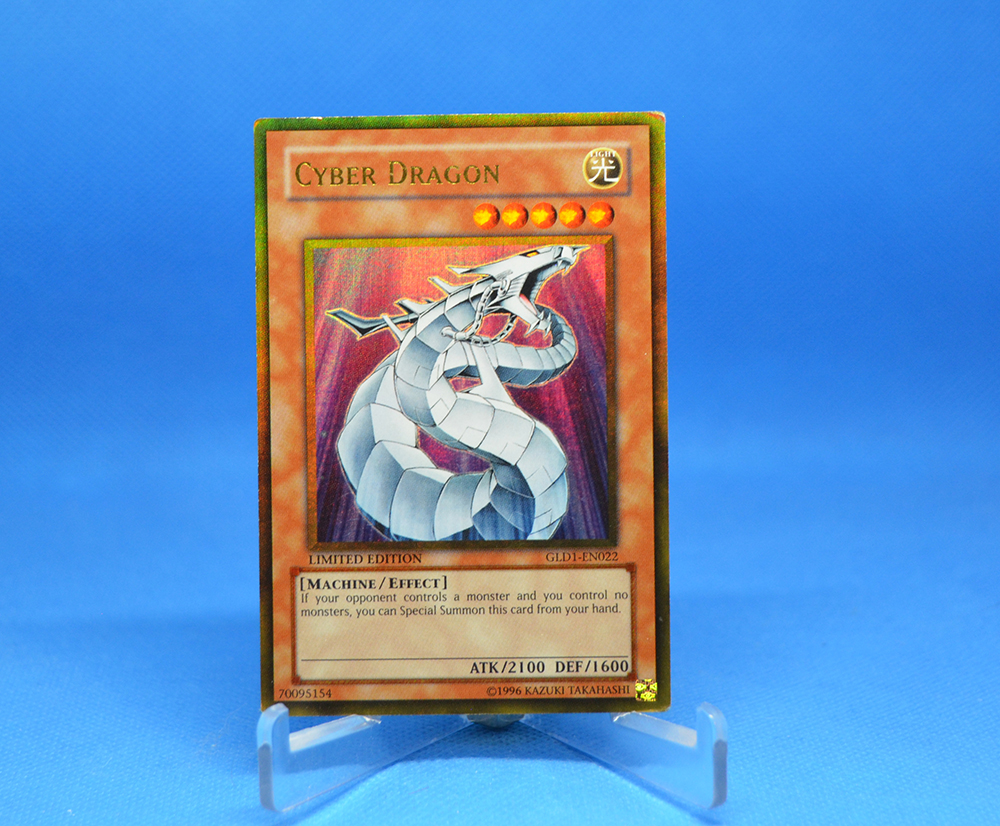 CYBER DRAGON
LIGHT
光
LIMITED EDITION
GLD1-EN022
[MACHINE/EFFECT]
If your opponent controls a monster and you control no
monsters, you can Special Summon this card from your hand.
ATK/2100 DEF/1600
70095154
©1996 KAZUKI TAKAHASHI